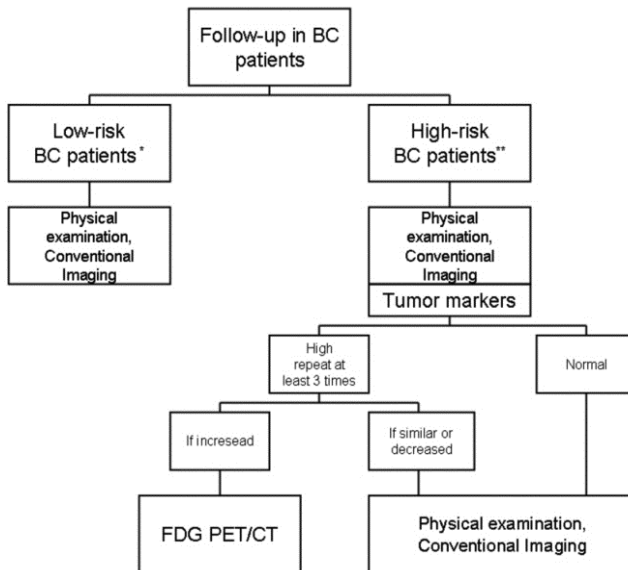 Follow-up in BC
patients
Low-risk
BC patients*
High-risk
BC patients**
Physical
examination,
Conventional
Imaging
Physical
examination,
Conventional
Imaging
Tumor markers
High
repeat at
least 3 times
Normal
If incresead
If similar or
decreased
FDG PET/CT
Physical examination,
Conventional Imaging